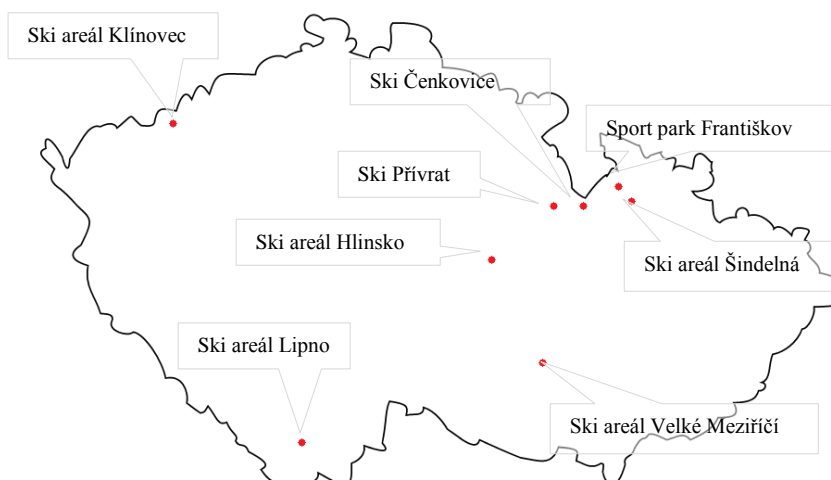 Ski areál Klínovec
Ski Čenkovice
Sport park Františkov
Ski Přívrat
Ski areál Hlinsko
Ski areál Šindelná
Ski areál Lipno
Ski areál Velké Meziříčí